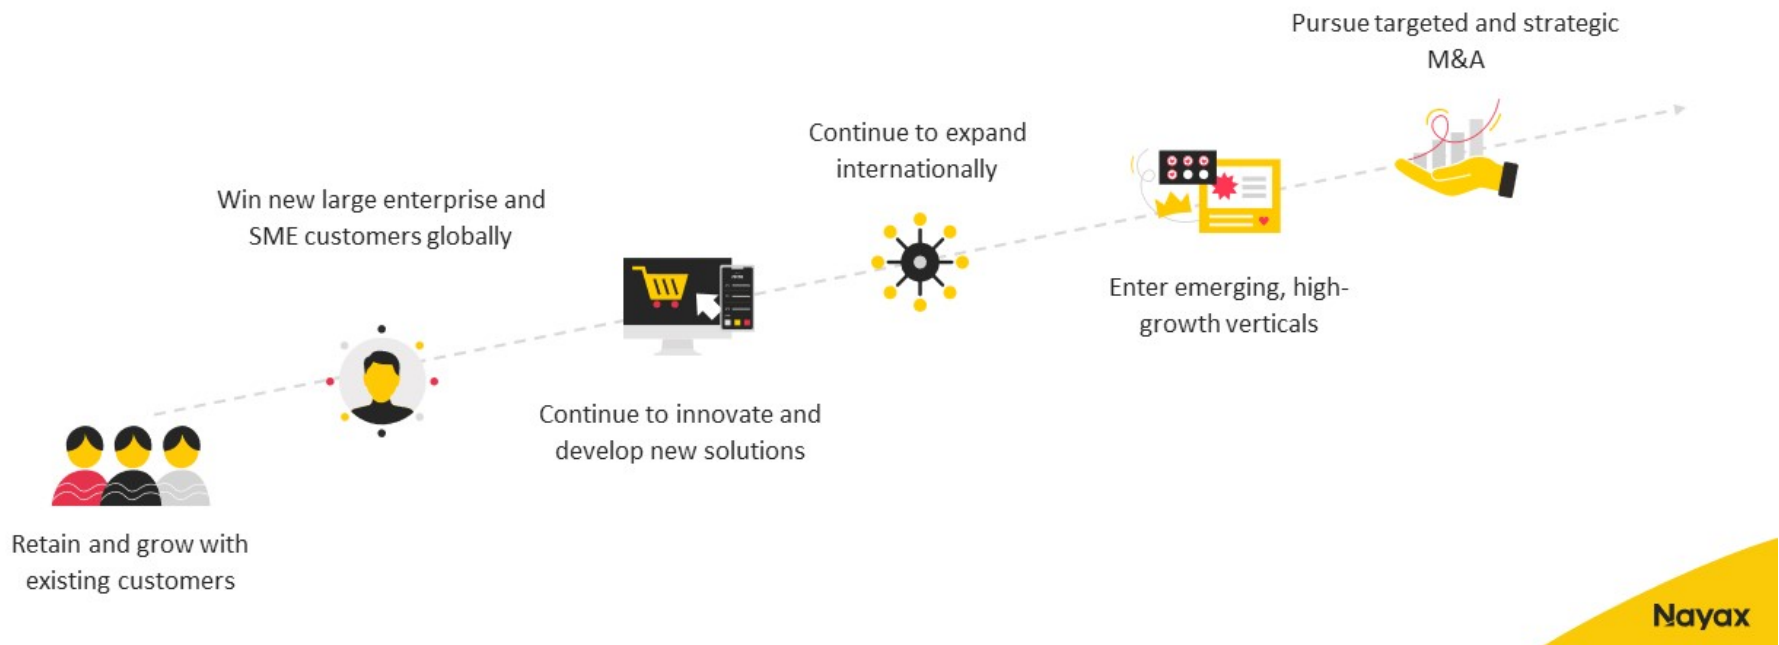 Retain and grow with
existing customers
Win new large enterprise and
SME customers globally
Continue to innovate and
develop new solutions
Continue to expand
internationally
Enter emerging, high-
growth verticals
Pursue targeted and strategic
M&A
Nayax